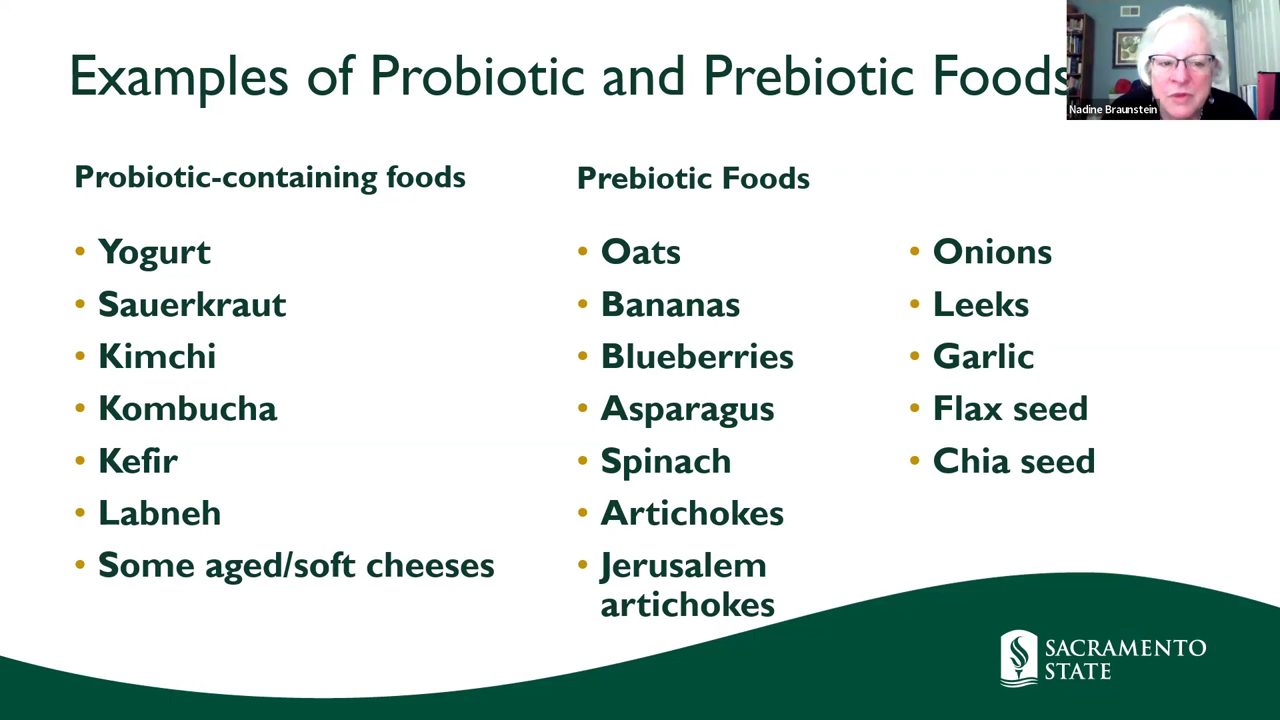 Examples of Probiotic and Prebiotic Foods
Nadine Braunstein
Probiotic-containing foods
• Yogurt
• Sauerkraut
• Kimchi
• Kombucha
• Kefir
• Labneh
• Some aged/soft cheeses
Prebiotic Foods
• Oats
• Bananas
• Blueberries
• Asparagus
• Spinach
• Artichokes
• Jerusalem
artichokes
• Onions
• Leeks
• Garlic
• Flax seed
• Chia seed
SACRAMENTO
STATE